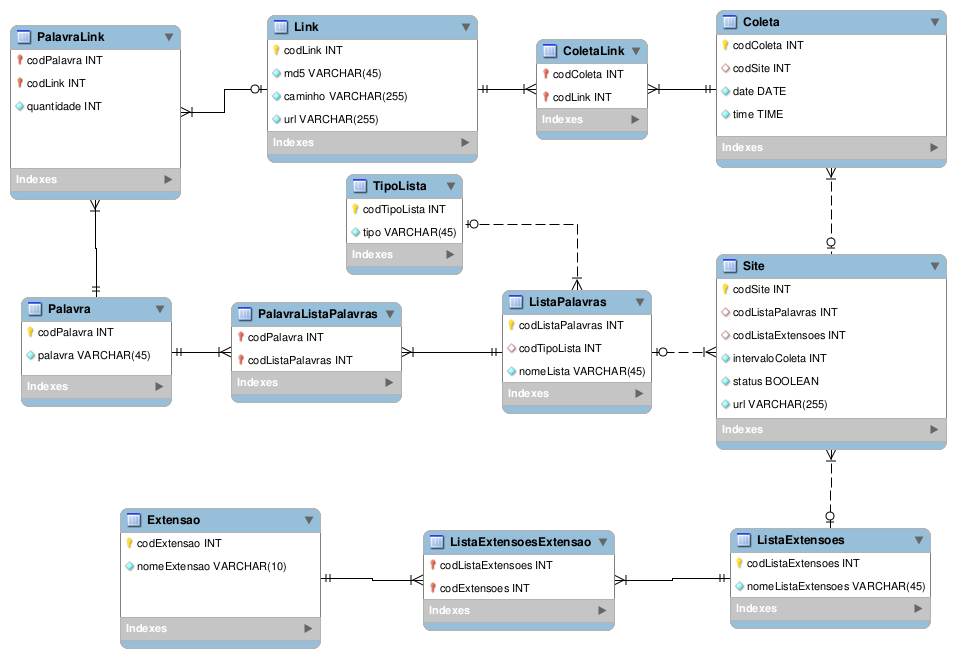 PalavraLink
codPalavra INT
codLink INT
quantidade INT
Indexes
Link
codLink INT
md5 VARCHAR(45)
caminho VARCHAR(255)
url VARCHAR(255)
Indexes
ColetaLink
codColeta INT
codLink INT
Indexes
Coleta
codColeta INT
codSite INT
date DATE
time TIME
Indexes
TipoLista
codTipoLista INT
tipo VARCHAR(45)
Indexes
Palavra
codPalavra INT
palavra VARCHAR(45)
Indexes
PalavraListaPalavras
codPalavra INT
codListaPalavras INT
Indexes
ListaPalavras
codListaPalavras INT
codTipoLista INT
nomeLista VARCHAR(45)
Indexes
Site
codSite INT
codListaPalavras INT
codListaExtensoes INT
intervaloColeta INT
status BOOLEAN
url VARCHAR(255)
Indexes
Extensao
codExtensao INT
nomeExtensao VARCHAR(10)
Indexes
ListaExtensoesExtensao
codListaExtensoes INT
codExtensoes INT
Indexes
ListaExtensoes
codListaExtensoes INT
nomeListaExtensoes VARCHAR(45)
Indexes